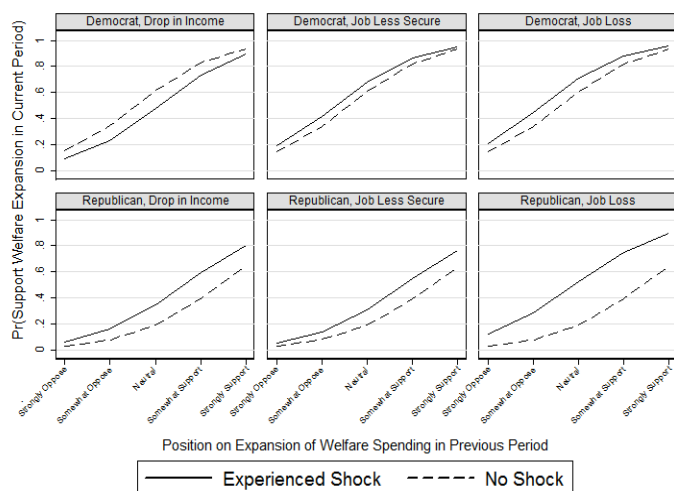 Democrat, Drop in Income
Democrat, Job Less Secure
Democrat, Job Loss
Pr(Support Welfare Expansion in Current Period)
1
.8
.6
.4
.2
0
Republican, Drop in Income
Republican, Job Less Secure
Republican, Job Loss
1
.8
.6
.4
.2
0
Strongly Oppose
Somewhat Oppose
Neutral
Somewhat Support
Strongly Support
Strongly Oppose
Somewhat Oppose
Neutral
Somewhat Support
Strongly Support
Strongly Oppose
Somewhat Oppose
Neutral
Somewhat Support
Strongly Support
Position on Expansion of Welfare Spending in Previous Period
Experienced Shock
No Shock